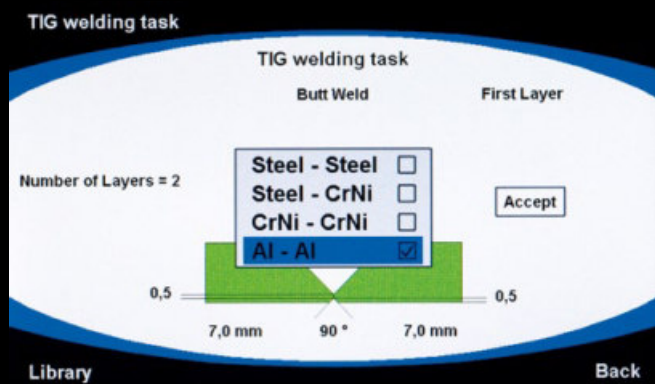 TIG welding task
TIG welding task
Butt Weld
First Layer
Number of Layers = 2
Steel - Steel
Steel - CrNi
CrNi - CrNi
Al - Al
Accept
0,5
0,5
7,0 mm
90 °
7,0 mm
Library
Back